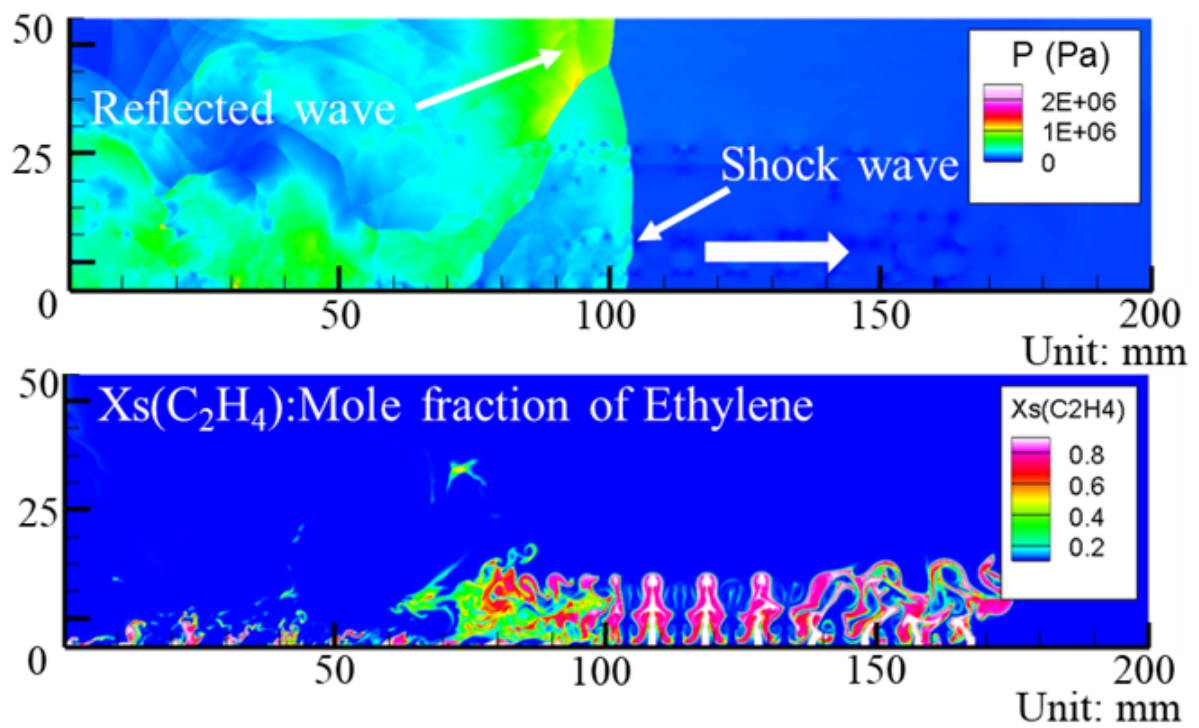 50
25
0
Reflected wave
Shock wave
P (Pa)
2E+06
1E+06
0
50
100
150
200
Unit: mm
50
25
0
Xs(C₂H₄):Mole fraction of Ethylene
Xs(C2H4)
0.8
0.6
0.4
0.2
50
100
150
200
Unit: mm